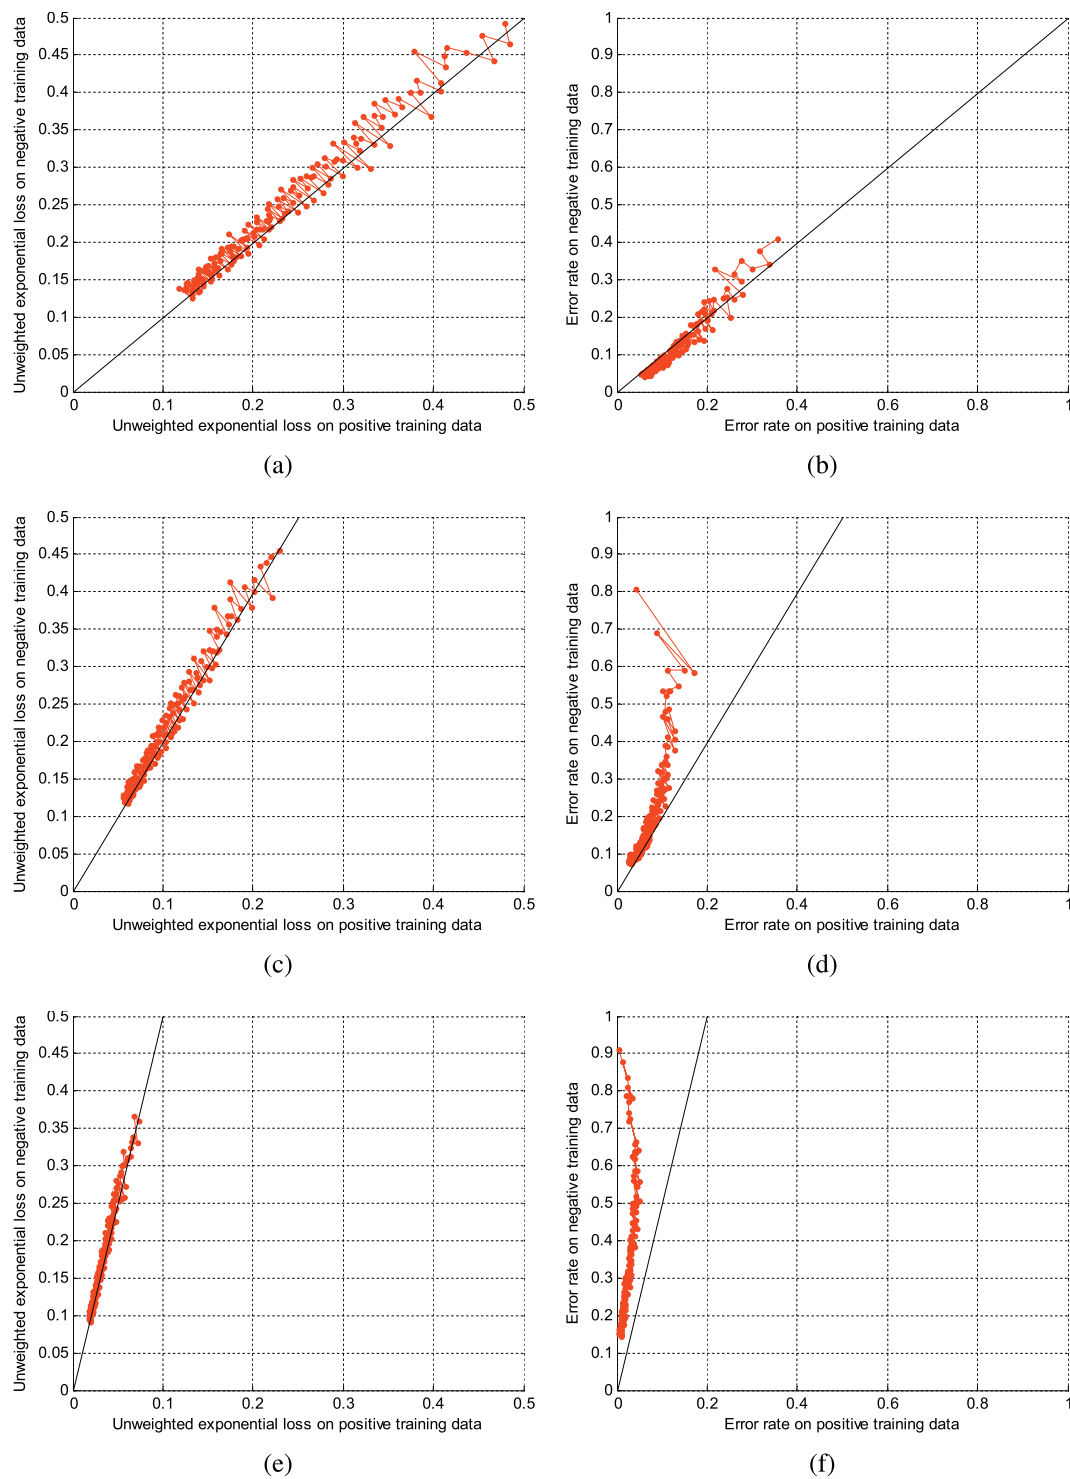 Unweighted exponential loss on negative training data
0.5
0.45
0.4
0.35
0.3
0.25
0.2
0.15
0.1
0.05
0
0 0.1 0.2 0.3 0.4 0.5
Unweighted exponential loss on positive training data
(a)
Error rate on negative training data
1
0.9
0.8
0.7
0.6
0.5
0.4
0.3
0.2
0.1
0
0 0.2 0.4 0.6 0.8 1
Error rate on positive training data
(b)
Unweighted exponential loss on negative training data
0.5
0.45
0.4
0.35
0.3
0.25
0.2
0.15
0.1
0.05
0
0 0.1 0.2 0.3 0.4 0.5
Unweighted exponential loss on positive training data
(c)
Error rate on negative training data
1
0.9
0.8
0.7
0.6
0.5
0.4
0.3
0.2
0.1
0
0 0.2 0.4 0.6 0.8 1
Error rate on positive training data
(d)
Unweighted exponential loss on negative training data
0.5
0.45
0.4
0.35
0.3
0.25
0.2
0.15
0.1
0.05
0
0 0.1 0.2 0.3 0.4 0.5
Unweighted exponential loss on positive training data
(e)
Error rate on negative training data
1
0.9
0.8
0.7
0.6
0.5
0.4
0.3
0.2
0.1
0
0 0.2 0.4 0.6 0.8 1
Error rate on positive training data
(f)